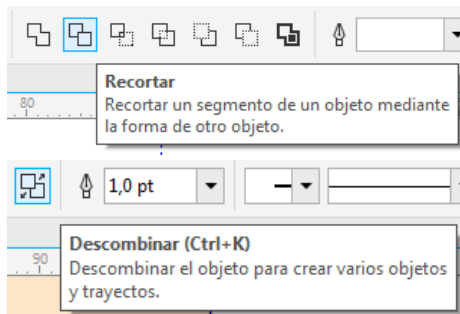 80
Recortar
Recortar un segmento de un objeto mediante
la forma de otro objeto.
1,0 pt
90
Descombinar (Ctrl+K)
Descombinar el objeto para crear varios objetos
y trayectos.